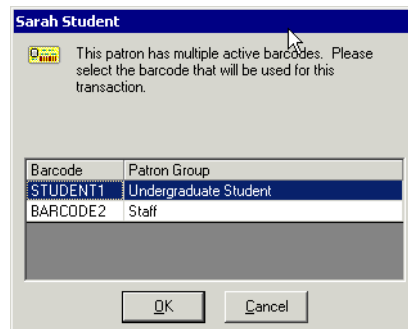 Sarah Student
This patron has multiple active barcodes. Please
select the barcode that will be used for this
transaction.
Barcode Patron Group
STUDENT1 Undergraduate Student
BARCODE2 Staff
OK Cancel